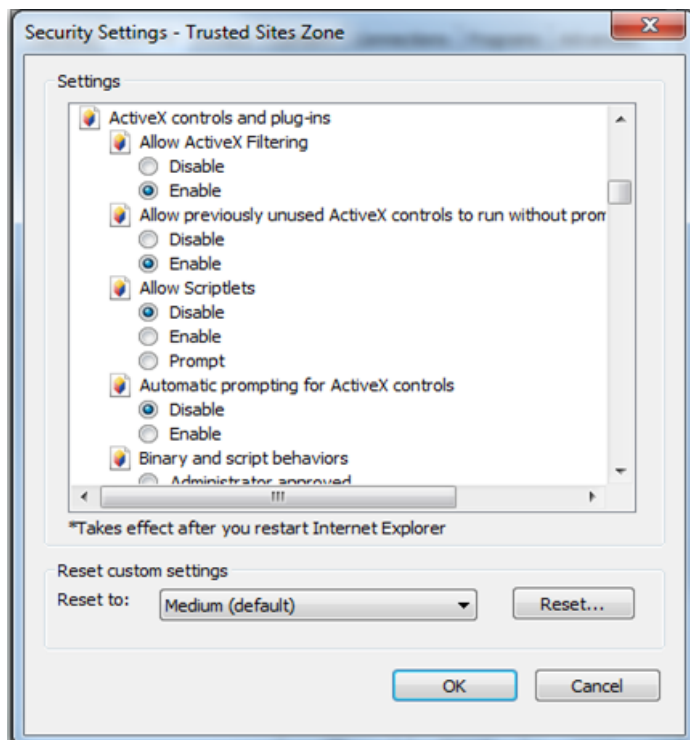 Security Settings - Trusted Sites Zone
Settings
ActiveX controls and plug-ins
Allow ActiveX Filtering
Disable
Enable
Allow previously unused ActiveX controls to run without
Disable
Enable
Allow Scriptlets
Disable
Enable
Prompt
Automatic prompting for ActiveX controls
Disable
Enable
Binary and script behaviors
Administrator approved
*Takes effect after you restart Internet Explorer
Reset custom settings
Reset to:
Medium (default)
Reset...
OK
Cancel